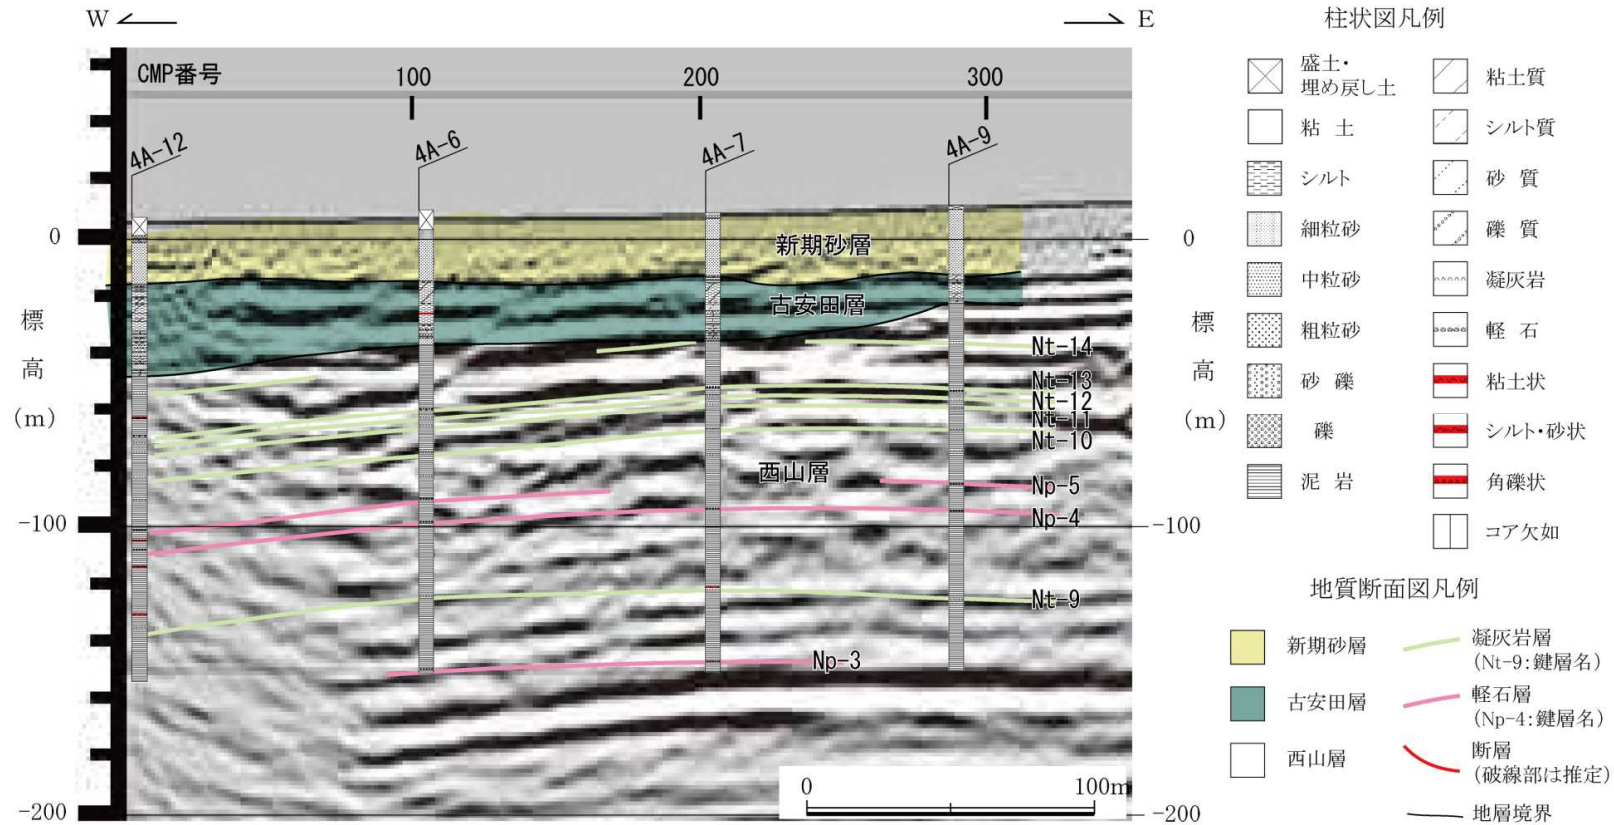 W
E
CMP番号
100
200
300
4A-12
4A-6
4A-7
4A-9
0
-100
-200
標高(m)
0
-100
-200
標高(m)
新期砂層
古安田層
西山層
Nt-14
Nt-13
Nt-12
Nt-11
Nt-10
Np-5
Np-4
Nt-9
Np-3
0
100m
柱状図凡例
盛土・
埋め戻し土
粘 土
シルト
細粒砂
中粒砂
粗粒砂
砂 礫
礫
泥 岩
粘土質
シルト質
砂 質
礫 質
凝灰岩
軽 石
粘土状
シルト・砂状
角礫状
コア欠如
地質断面図凡例
新期砂層
古安田層
西山層
凝灰岩層
(Nt-9:鍵層名)
軽石層
(Np-4:鍵層名)
断層
(破線部は推定)
地層境界